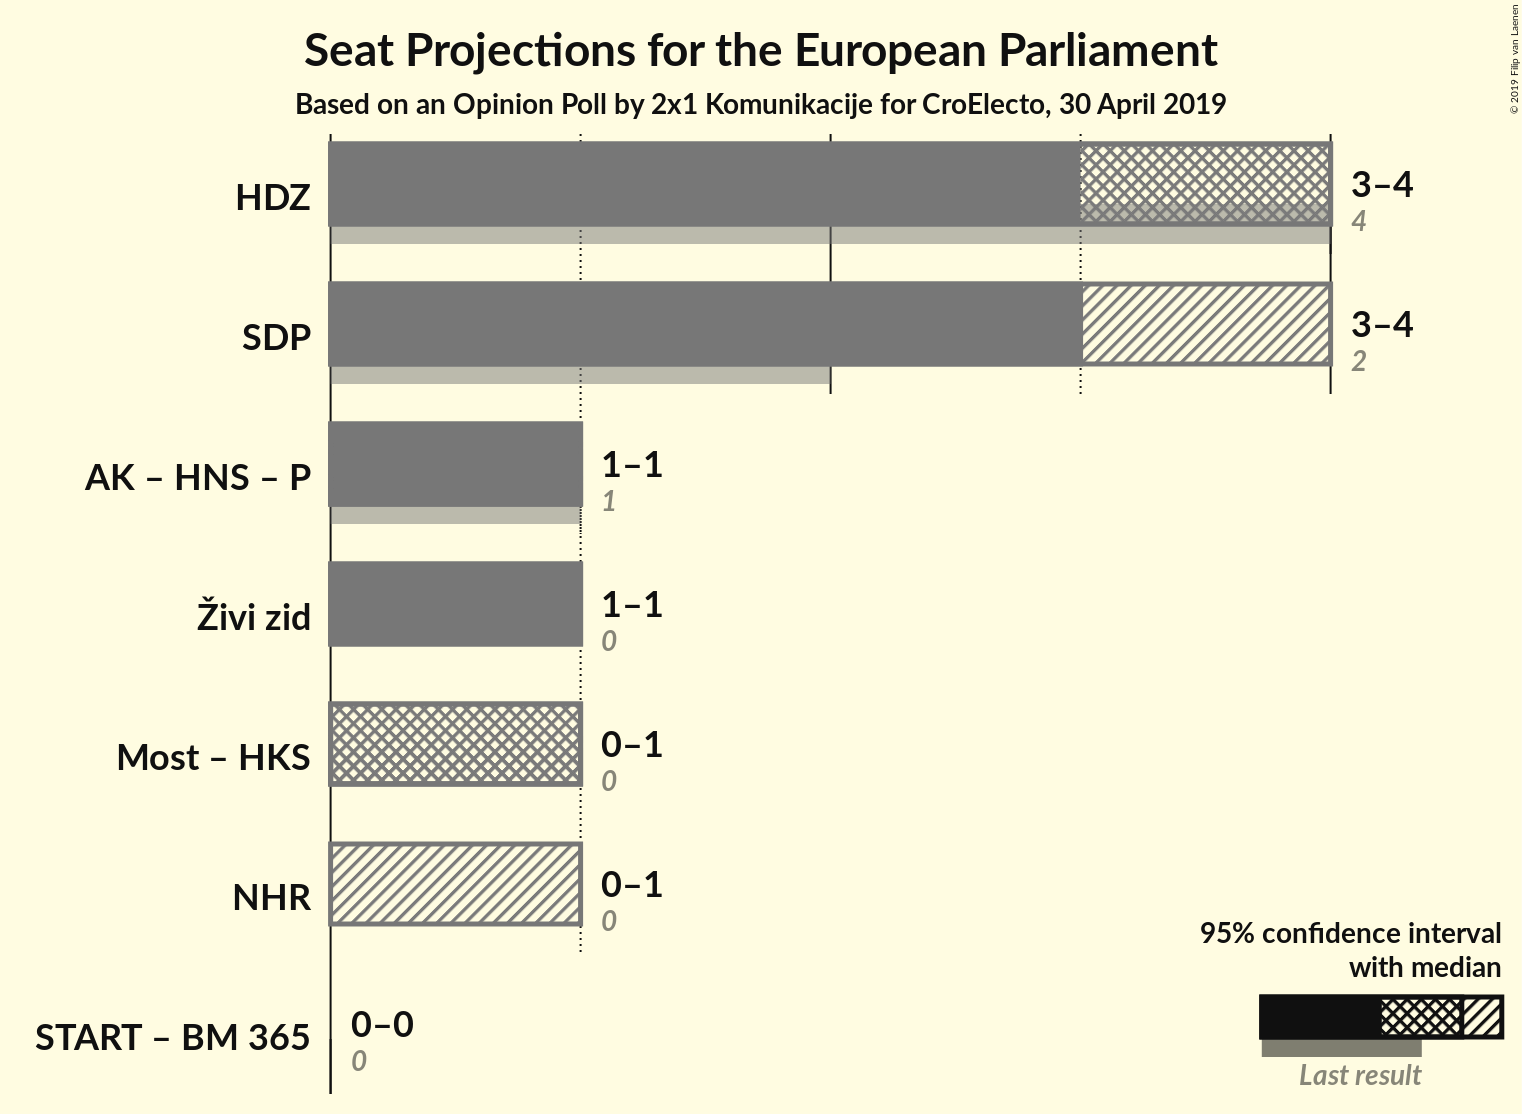 Seat Projections for the European Parliament
Based on an Opinion Poll by 2x1 Komunikacije for CroElecto, 30 April 2019
© 2019 Filip van Laenen
HDZ
3–4
4
SDP
3–4
2
AK – HNS – P
1–1
1
Živi zid
1–1
0
Most – HKS
0–1
0
NHR
0–1
0
START – BM 365
0–0
0
95% confidence interval
with median
Last result